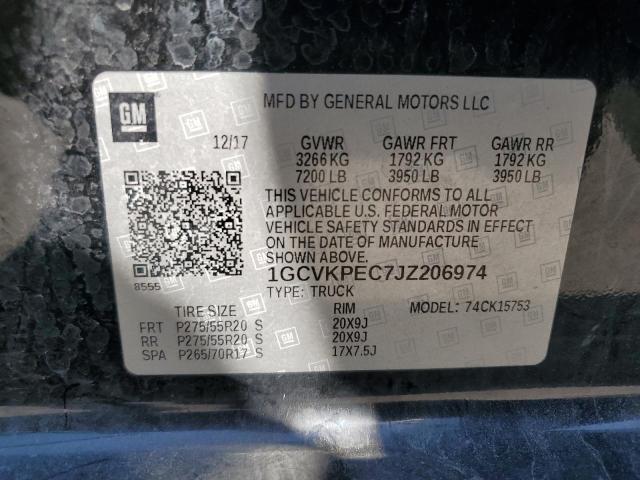 GM
MFD BY GENERAL MOTORS LLC
12/17 GVWR GAWR FRT GAWR RR
3266 KG 1792 KG 1792 KG
7200 LB 3950 LB 3950 LB
THIS VEHICLE CONFORMS TO ALL
APPLICABLE U.S. FEDERAL MOTOR
VEHICLE SAFETY STANDARDS IN EFFECT
ON THE DATE OF MANUFACTURE
SHOWN ABOVE
8555 1GCVKPEC7JZ206974
TYPE: TRUCK
TIRE SIZE RIM MODEL: 74CK15753
FRT P275/55R20 S 20X9J
RR P275/55R20 S 20X9J
SPA P265/70R17 S 17X7.5J